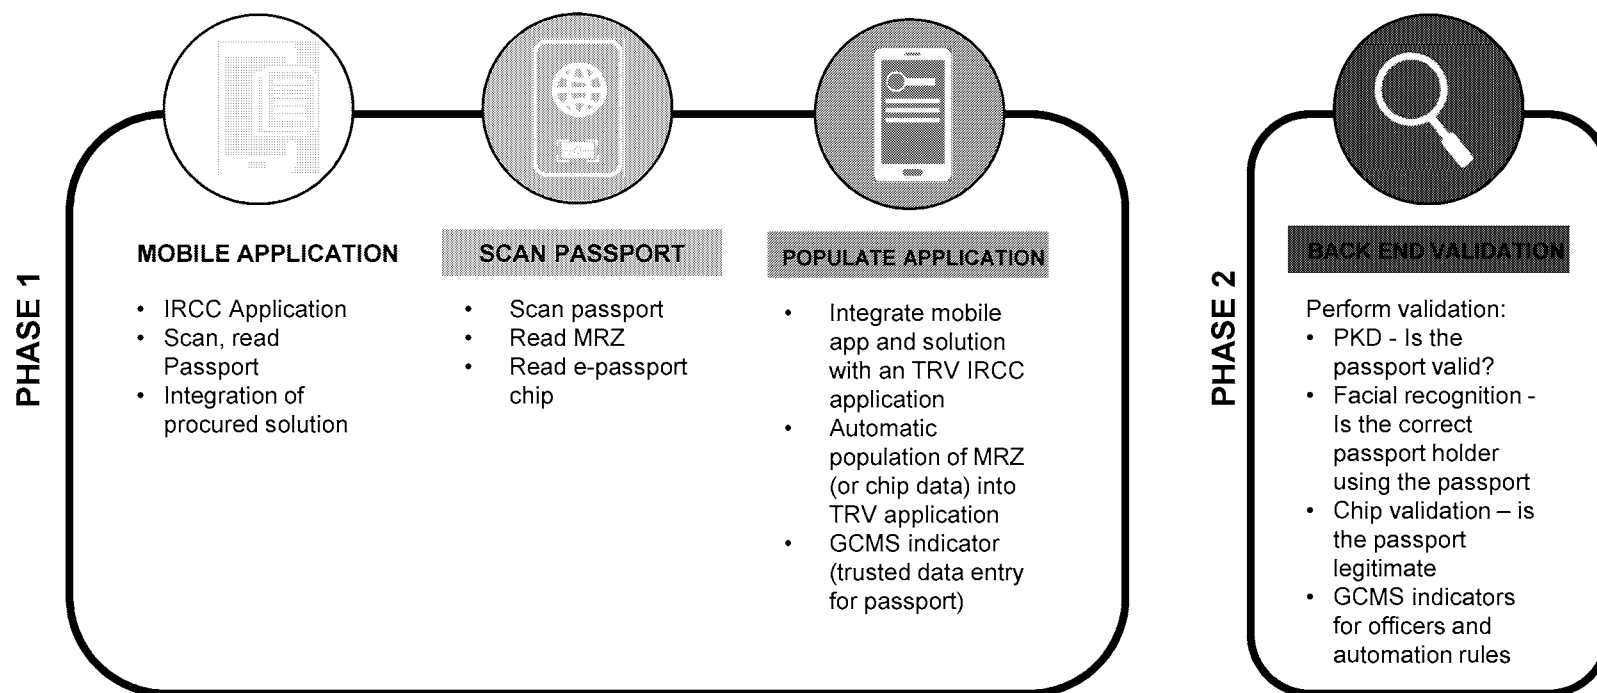 PHASE 1
MOBILE APPLICATION
• IRCC Application
• Scan, read
Passport
• Integration of
procured solution
SCAN PASSPORT
• Scan passport
• Read MRZ
• Read e-passport
chip
POPULATE APPLICATION
• Integrate mobile
app and solution
with an TRV IRCC
application
• Automatic
population of MRZ
(or chip data) into
TRV application
• GCMS indicator
(trusted data entry
for passport)
PHASE 2
BACK END VALIDATION
Perform validation:
• PKD - Is the
passport valid?
• Facial recognition -
Is the correct
passport holder
using the passport
• Chip validation – is
the passport
legitimate
• GCMS indicators
for officers and
automation rules